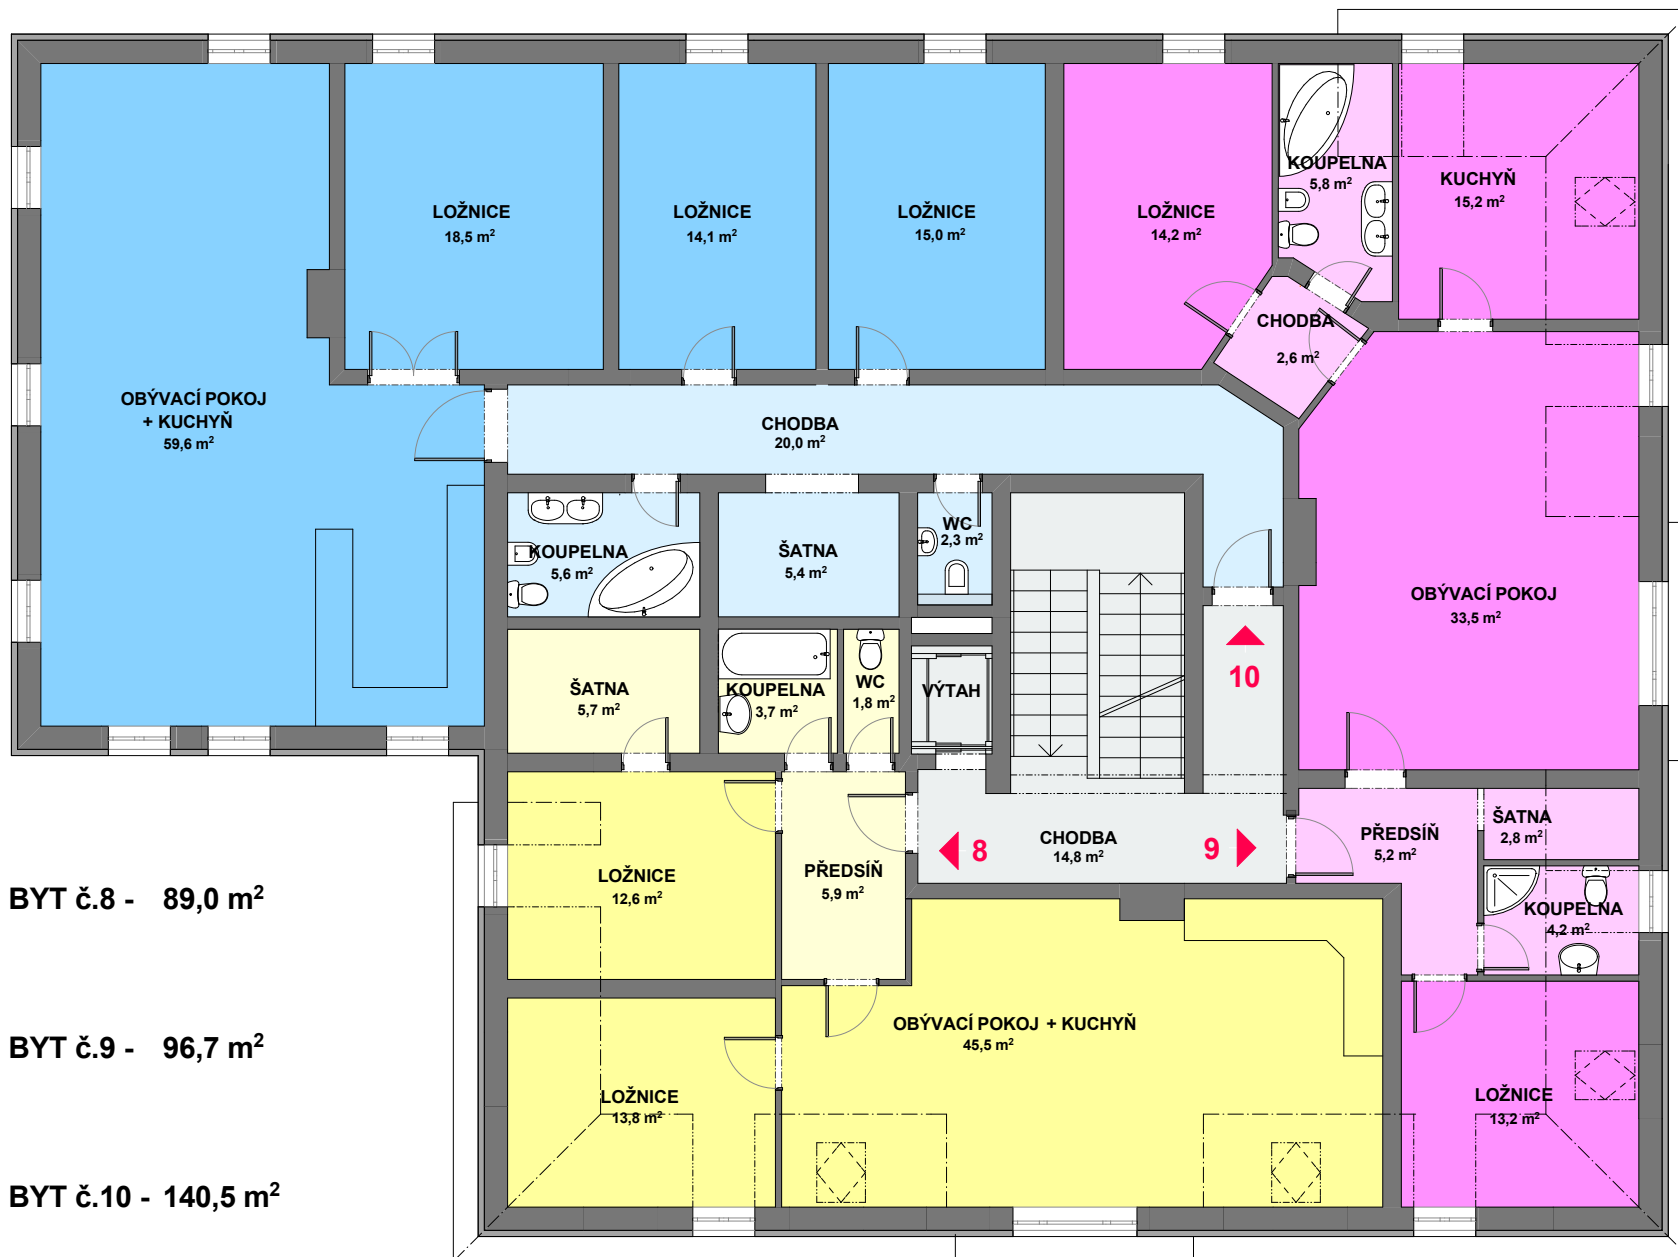 LOŽNICE
18,5 m²
LOŽNICE
14,1 m²
LOŽNICE
15,0 m²
LOŽNICE
14,2 m²
KOUPELNA
5,8 m²
KUCHYŇ
15,2 m²
CHODBA
2,6 m²
OBÝVACÍ POKOJ
+ KUCHYŇ
59,6 m²
CHODBA
20,0 m²
KOUPELNA
5,6 m²
ŠATNA
5,4 m²
WC
2,3 m²
OBÝVACÍ POKOJ
33,5 m²
ŠATNA
5,7 m²
KOUPELNA
3,7 m²
WC
1,8 m²
VÝTAH
10
8
CHODBA
14,8 m²
9
PŘEDSÍŇ
5,2 m²
ŠATNA
2,8 m²
LOŽNICE
12,6 m²
PŘEDSÍŇ
5,9 m²
KOUPELNA
4,2 m²
BYT č.8 - 89,0 m²
OBÝVACÍ POKOJ + KUCHYŇ
45,5 m²
BYT č.9 - 96,7 m²
LOŽNICE
13,8 m²
LOŽNICE
13,2 m²
BYT č.10 - 140,5 m²